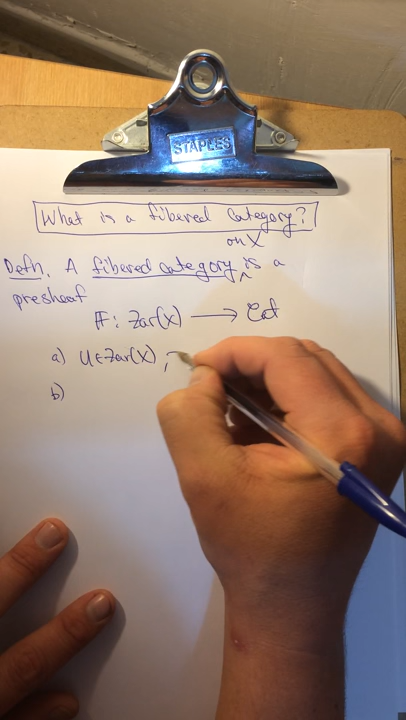 STAPLES
What is a fibered category?
on X
Defn. A fibered category ^ is a
presheaf
𝔽 : Zar(X) ⟶ Cat
a) U∈Zar(X),
b)